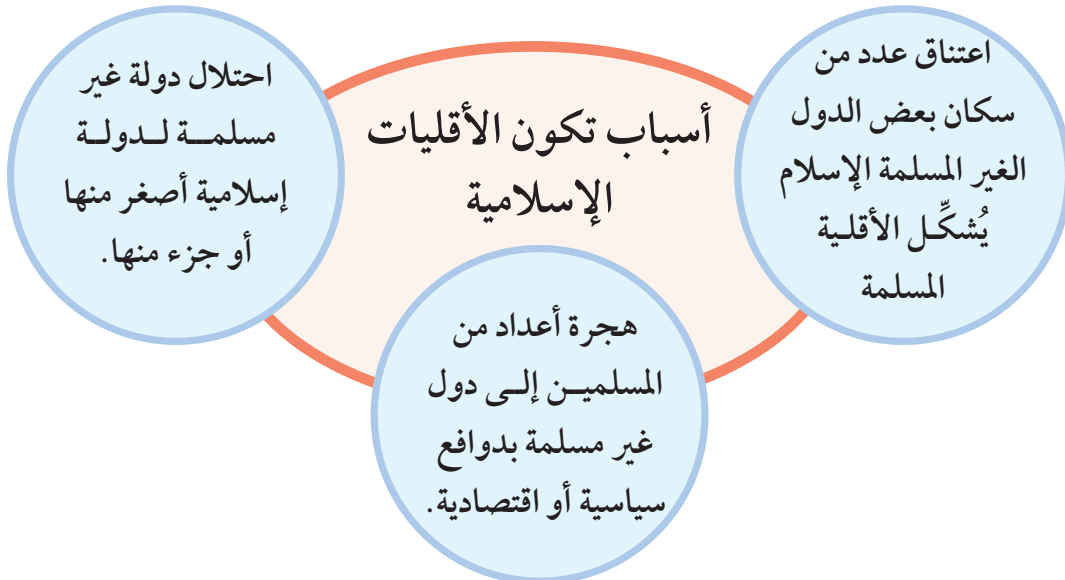 أسباب تكون الأقليات
الإسلامية
اعتناق عدد من
سكان بعض الدول
الغير المسلمة الإسلام
يُشكِّل الأقلية
المسلمة
هجرة أعداد من
المسلمين إلى دول
غير مسلمة بدوافع
سياسية أو اقتصادية.
احتلال دولة غير
مسلمة لدولة
إسلامية أصغر منها
أو جزء منها.